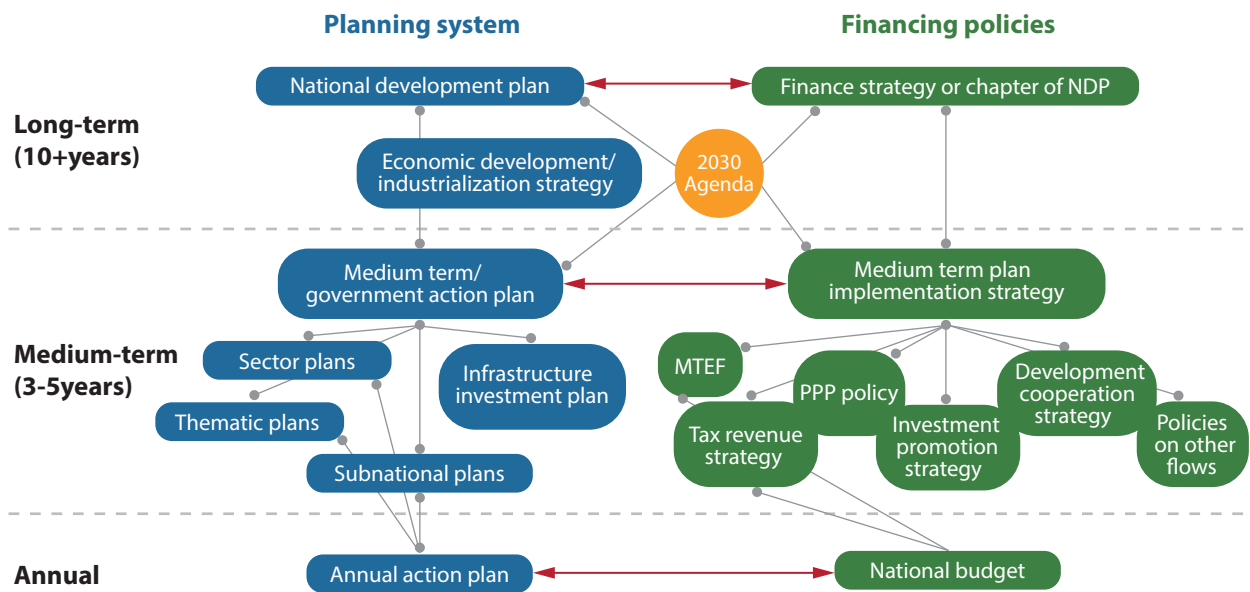 Planning system
Financing policies
Long-term
(10+years)
National development plan
Finance strategy or chapter of NDP
Economic development/
industrialization strategy
2030
Agenda
Medium-term
(3-5years)
Medium term/
government action plan
Medium term plan
implementation strategy
Sector plans
Infrastructure
investment plan
Thematic plans
Subnational plans
MTEF
PPP policy
Development
cooperation
strategy
Tax revenue
strategy
Investment
promotion
strategy
Policies
on other
flows
Annual
Annual action plan
National budget